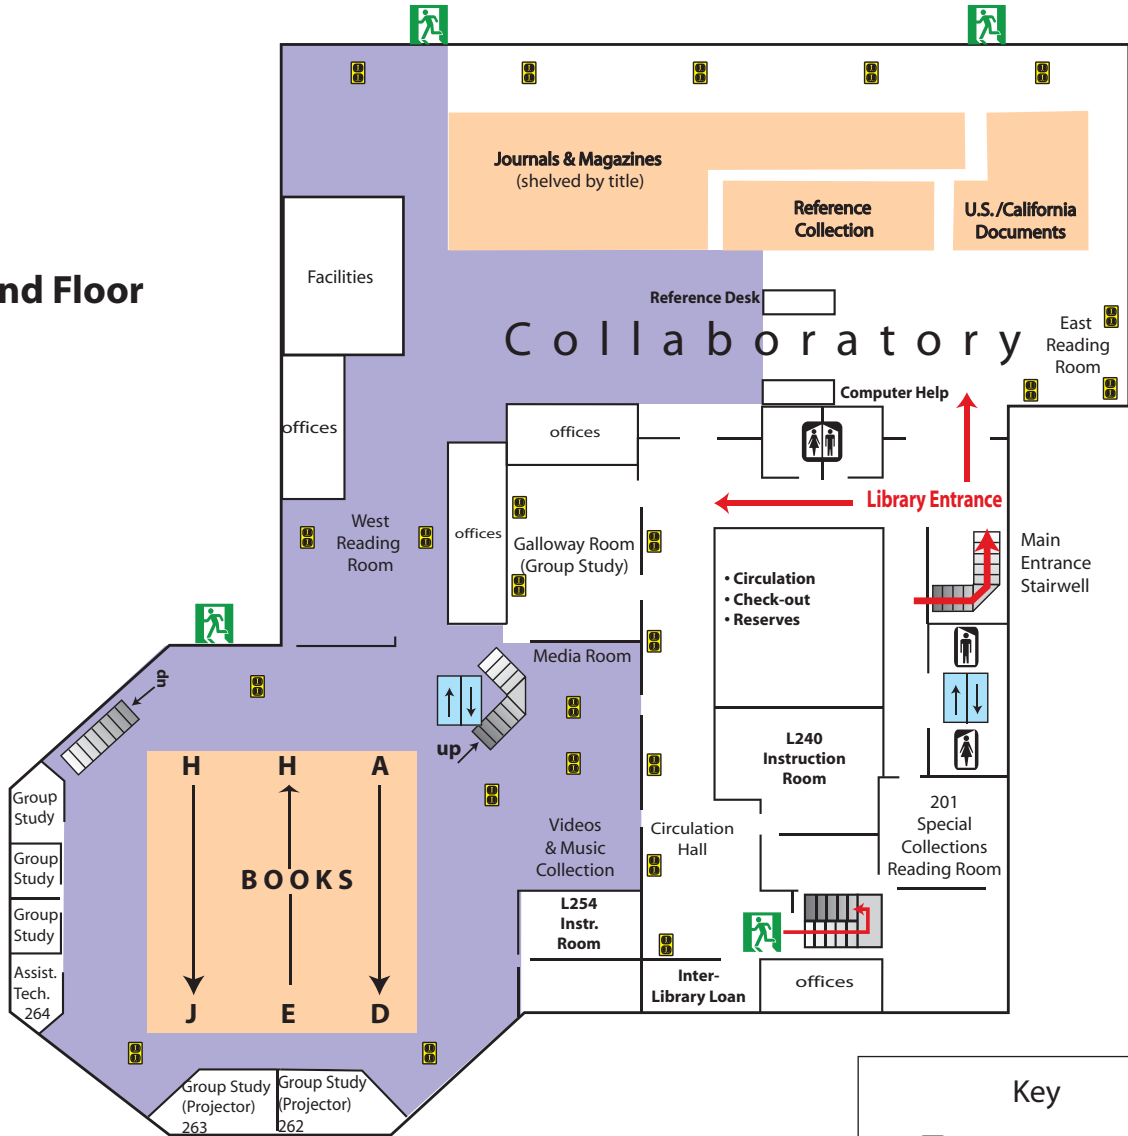 nd Floor
Journals & Magazines
(shelved by title)
Reference
Collection
U.S./California
Documents
Facilities
Reference Desk
Collaboratory
East
Reading
Room
Computer Help
offices
offices
offices
West
Reading
Room
Galloway Room
(Group Study)
Library Entrance
Main
Entrance
Stairwell
• Circulation
• Check-out
• Reserves
Media Room
dn
up
L240
Instruction
Room
H H A
BOOKS
J E D
Group
Study
Group
Study
Group
Study
Assist.
Tech.
264
Videos
& Music
Collection
Circulation
Hall
201
Special
Collections
Reading Room
L254
Instr.
Room
Inter-
Library Loan
offices
Group Study
(Projector)
263
Group Study
(Projector)
262
Key